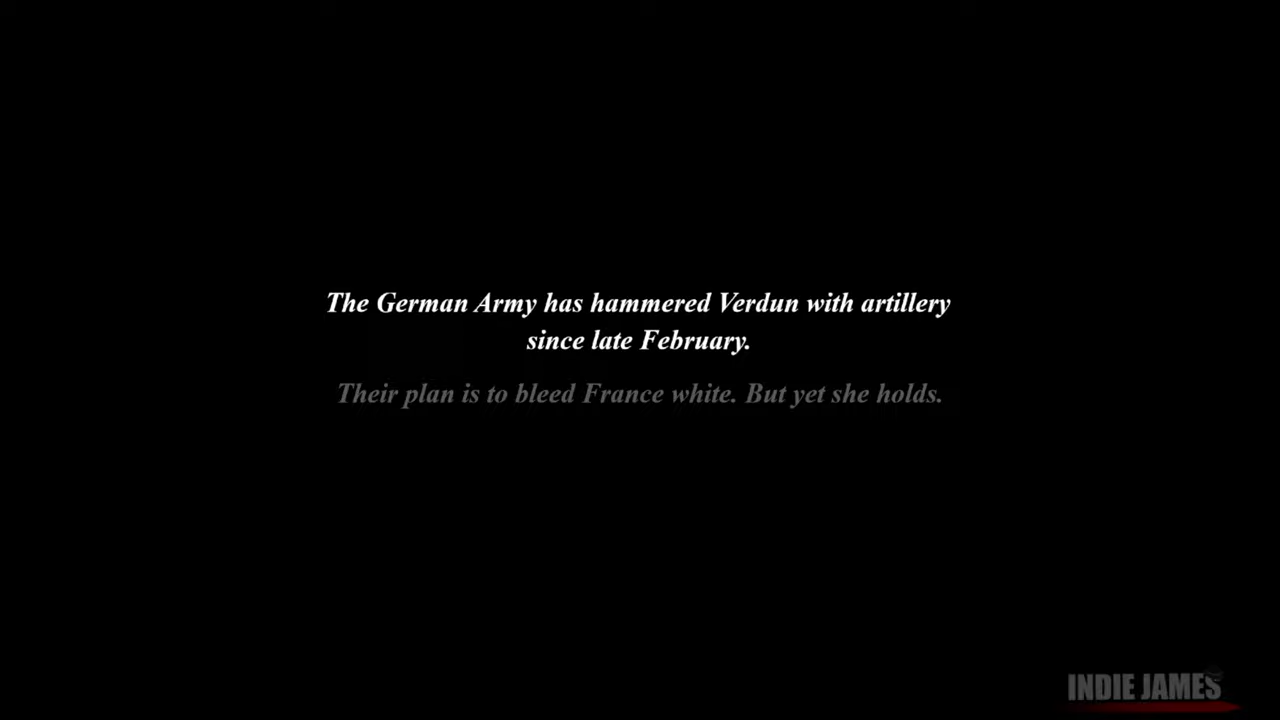 The German Army has hammered Verdun with artillery
since late February.
Their plan is to bleed France white. But yet she holds.
INDIE JAMES